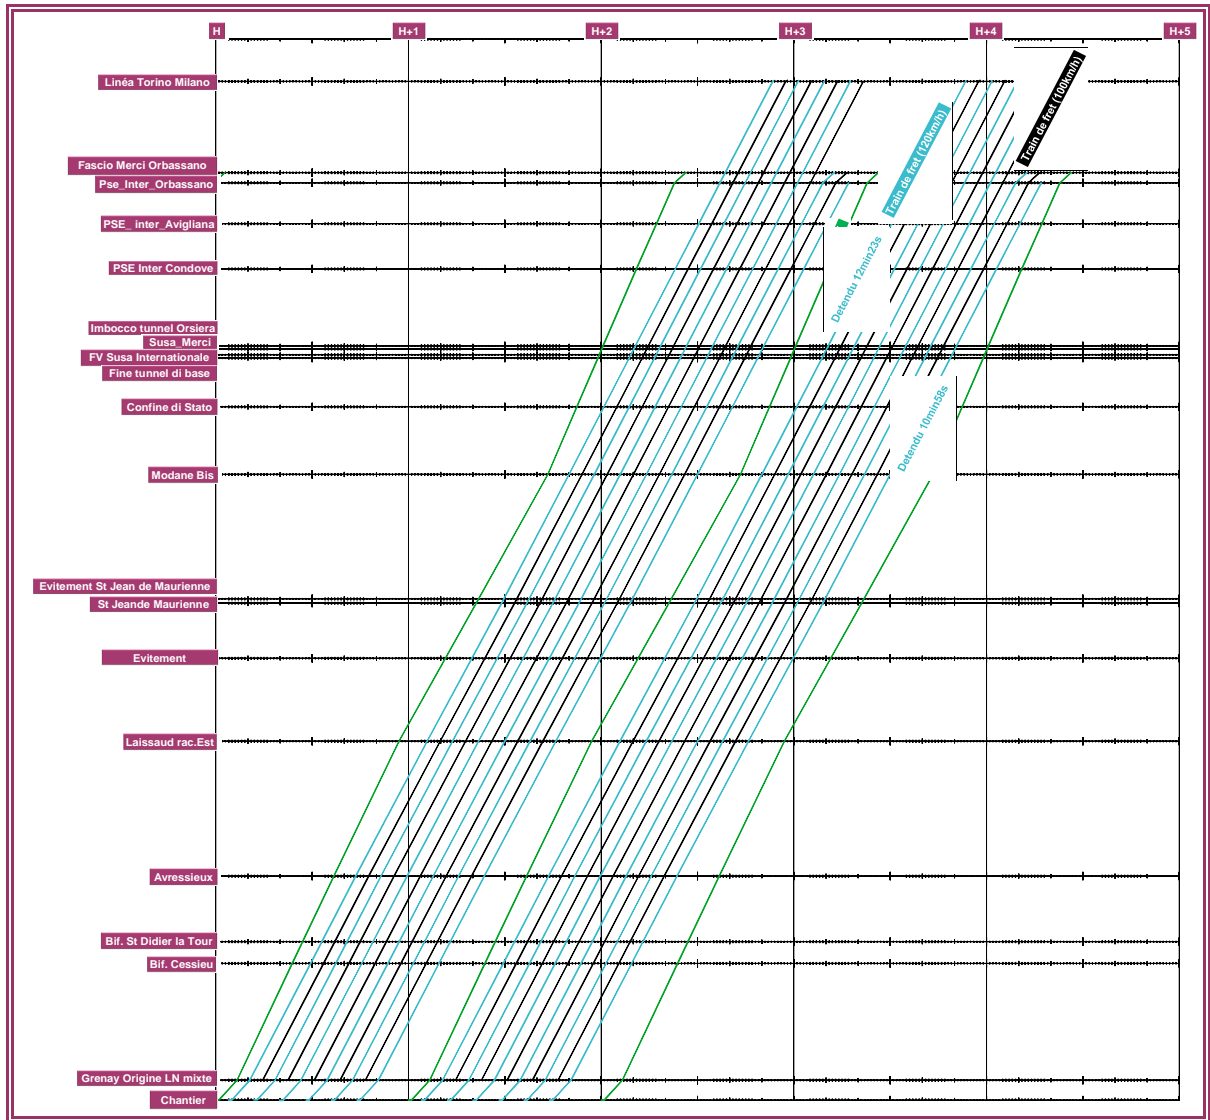 H H+1 H+2 H+3 H+4 H+5
Linéa Torino Milano
Train de fret (100km/h)
Train de fret (120km/h)
Fascio Merci Orbassano
Pse_Inter_Orbassano
PSE_ inter_Avigliana
Detendu 12min23s
PSE Inter Condove
Imbocco tunnel Orsiera
Susa_Merci
FV Susa Internationale
Fine tunnel di base
Confine di Stato
Detendu 10min58s
Modane Bis
Evitement St Jean de Maurienne
St Jeande Maurienne
Evitement
Laissaud rac.Est
Avressieux
Bif. St Didier la Tour
Bif. Cessieu
Grenay Origine LN mixte
Chantier